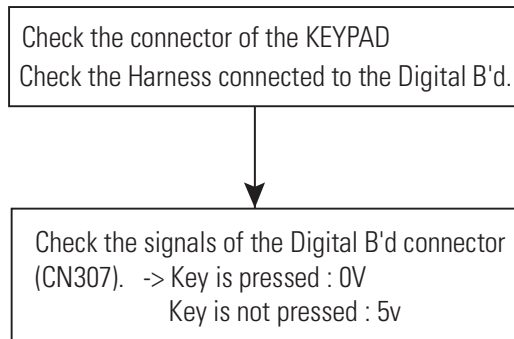 Check the connector of the KEYPAD
Check the Harness connected to the Digital B'd.
Check the signals of the Digital B'd connector
(CN307). -> Key is pressed : 0V
Key is not pressed : 5v